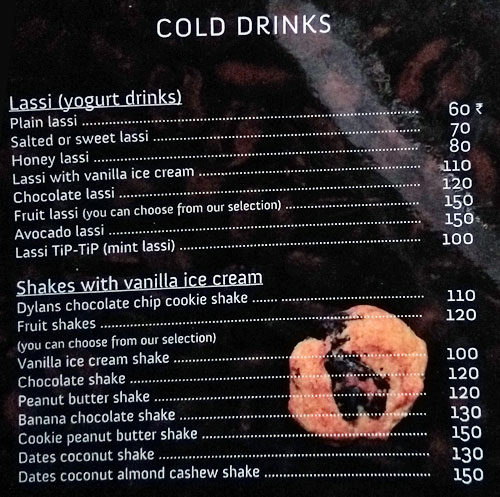 COLD DRINKS
Lassi (yogurt drinks)
Plain lassi ........ 60 ₹
Salted or sweet lassi ........ 70
Honey lassi ........ 80
Lassi with vanilla ice cream ........ 110
Chocolate lassi ........ 120
Fruit lassi (you can choose from our selection) ........ 150
Avocado lassi ........ 150
Lassi TiP-TiP (mint lassi) ........ 100
Shakes with vanilla ice cream
Dylans chocolate chip cookie shake ........ 110
Fruit shakes ........ 120
(you can choose from our selection)
Vanilla ice cream shake ........ 100
Chocolate shake ........ 120
Peanut butter shake ........ 120
Banana chocolate shake ........ 130
Cookie peanut butter shake ........ 150
Dates coconut shake ........ 130
Dates coconut almond cashew shake ........ 150